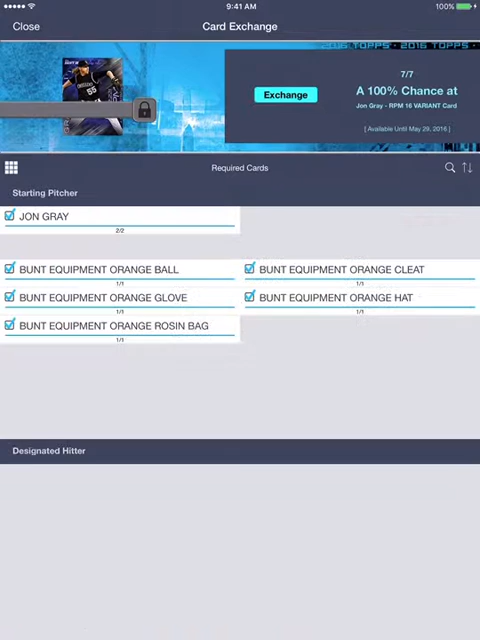 9:41 AM
100%
Close
Card Exchange
2016 TOPPS • 2016 TOPPS •
7/7
Exchange
A 100% Chance at
Jon Gray - RPM 16 VARIANT Card
[ Available Until May 29, 2016 ]
Required Cards
Starting Pitcher
JON GRAY
2/2
BUNT EQUIPMENT ORANGE BALL
1/1
BUNT EQUIPMENT ORANGE CLEAT
1/1
BUNT EQUIPMENT ORANGE GLOVE
1/1
BUNT EQUIPMENT ORANGE HAT
1/1
BUNT EQUIPMENT ORANGE ROSIN BAG
1/1
Designated Hitter